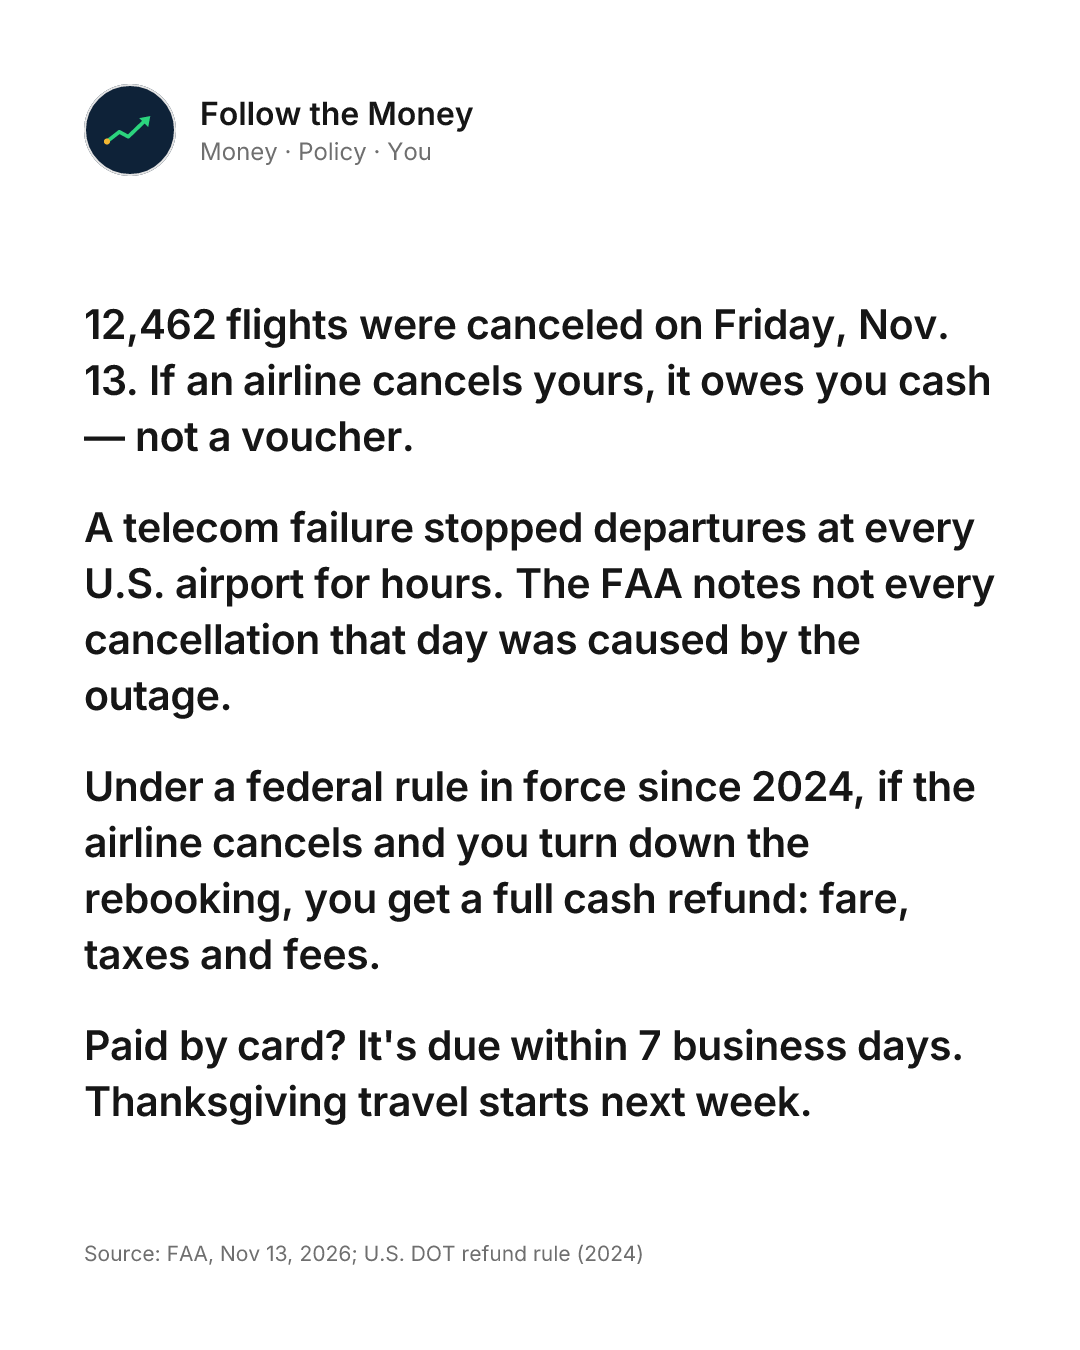 Follow the Money
Money · Policy · You
12,462 flights were canceled on Friday, Nov.
13. If an airline cancels yours, it owes you cash
— not a voucher.
A telecom failure stopped departures at every
U.S. airport for hours. The FAA notes not every
cancellation that day was caused by the
outage.
Under a federal rule in force since 2024, if the
airline cancels and you turn down the
rebooking, you get a full cash refund: fare,
taxes and fees.
Paid by card? It's due within 7 business days.
Thanksgiving travel starts next week.
Source: FAA, Nov 13, 2026; U.S. DOT refund rule (2024)